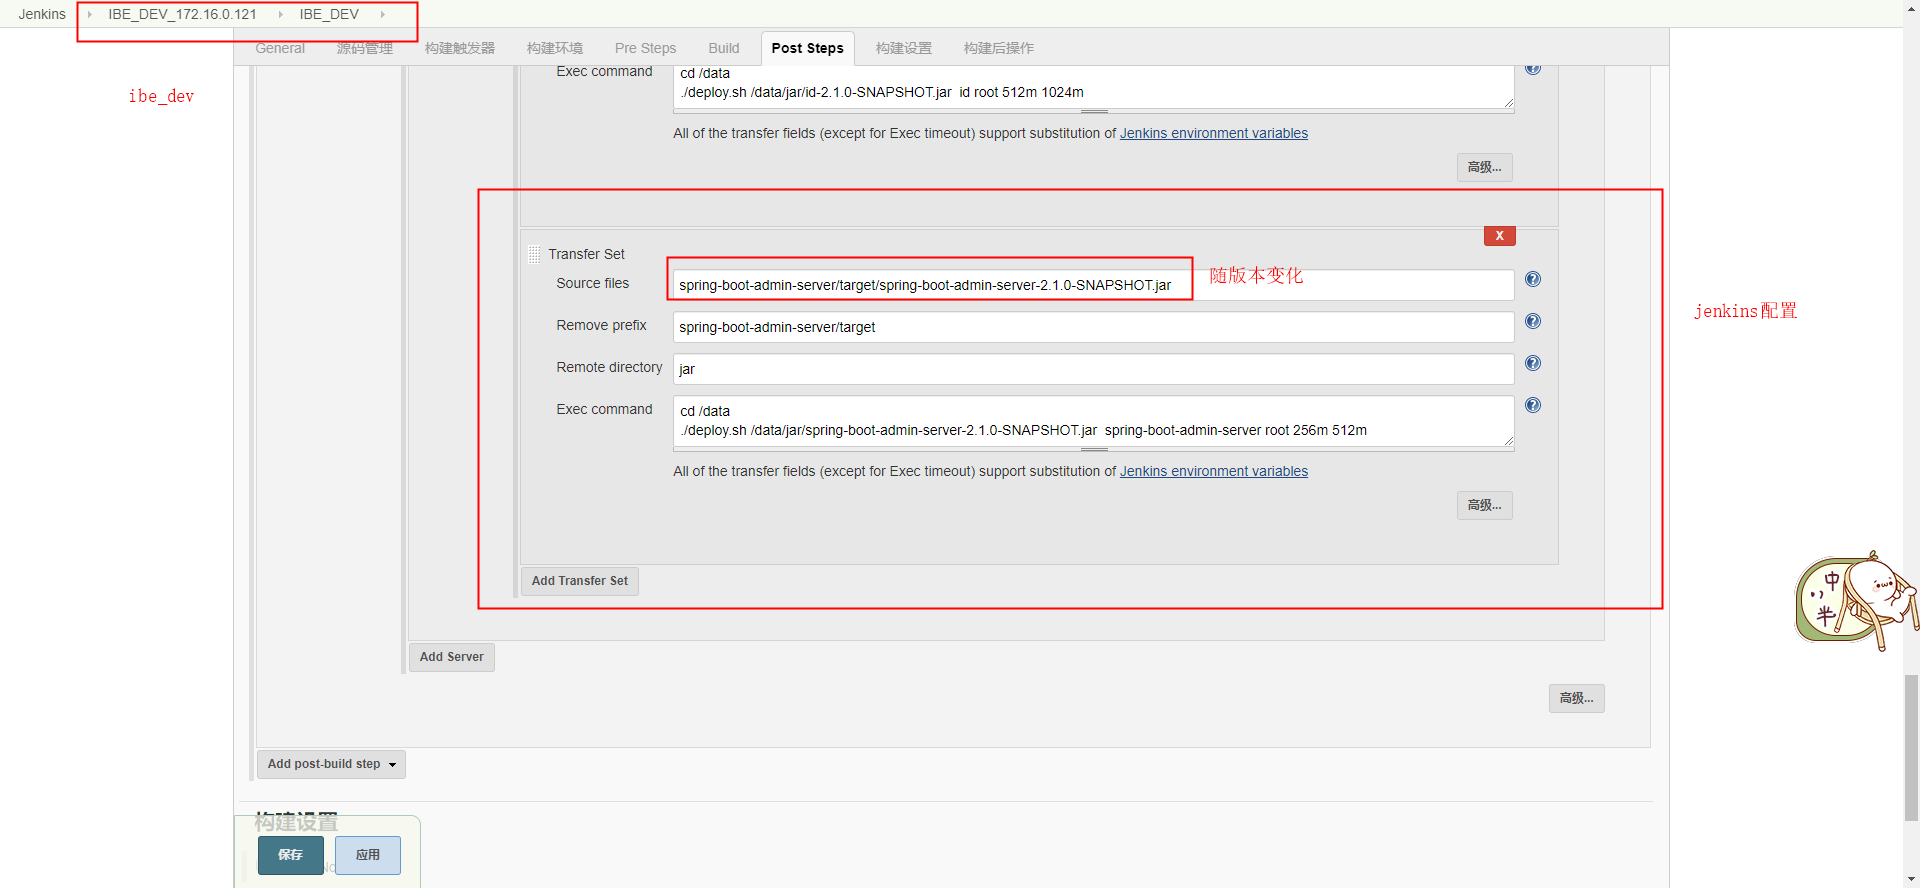 Jenkins IBE_DEV_172.16.0.121 IBE_DEV
General 源码管理 构建触发器 构建环境 Pre Steps Build Post Steps 构建设置 构建后操作
ibe_dev
Exec command
cd /data
./deploy.sh /data/jar/id-2.1.0-SNAPSHOT.jar  id root 512m 1024m
All of the transfer fields (except for Exec timeout) support substitution of Jenkins environment variables
高级...
X
Transfer Set
Source files spring-boot-admin-server/target/spring-boot-admin-server-2.1.0-SNAPSHOT.jar 随版本变化
jenkins配置
Remove prefix spring-boot-admin-server/target
Remote directory jar
Exec command
cd /data
./deploy.sh /data/jar/spring-boot-admin-server-2.1.0-SNAPSHOT.jar  spring-boot-admin-server root 256m 512m
All of the transfer fields (except for Exec timeout) support substitution of Jenkins environment variables
高级...
Add Transfer Set
中
半
Add Server
高级...
Add post-build step
构建设置
保存 应用